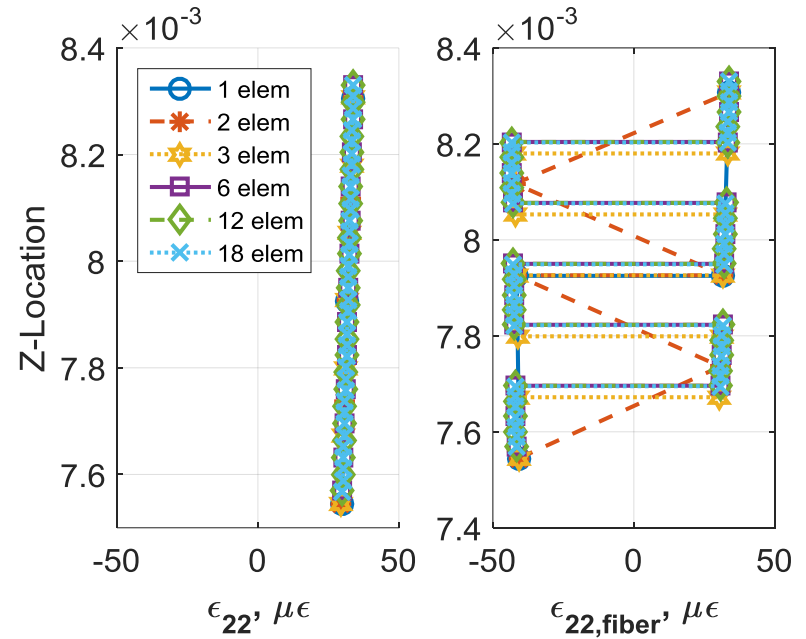 ×10⁻³
8.4
8.2
8
7.8
7.6
-50
0
50
Z-Location
ϵ₂₂, μϵ
1 elem
2 elem
3 elem
6 elem
12 elem
18 elem
×10⁻³
8.4
8.2
8
7.8
7.6
7.4
-50
0
50
ϵ₂₂,fiber, μϵ